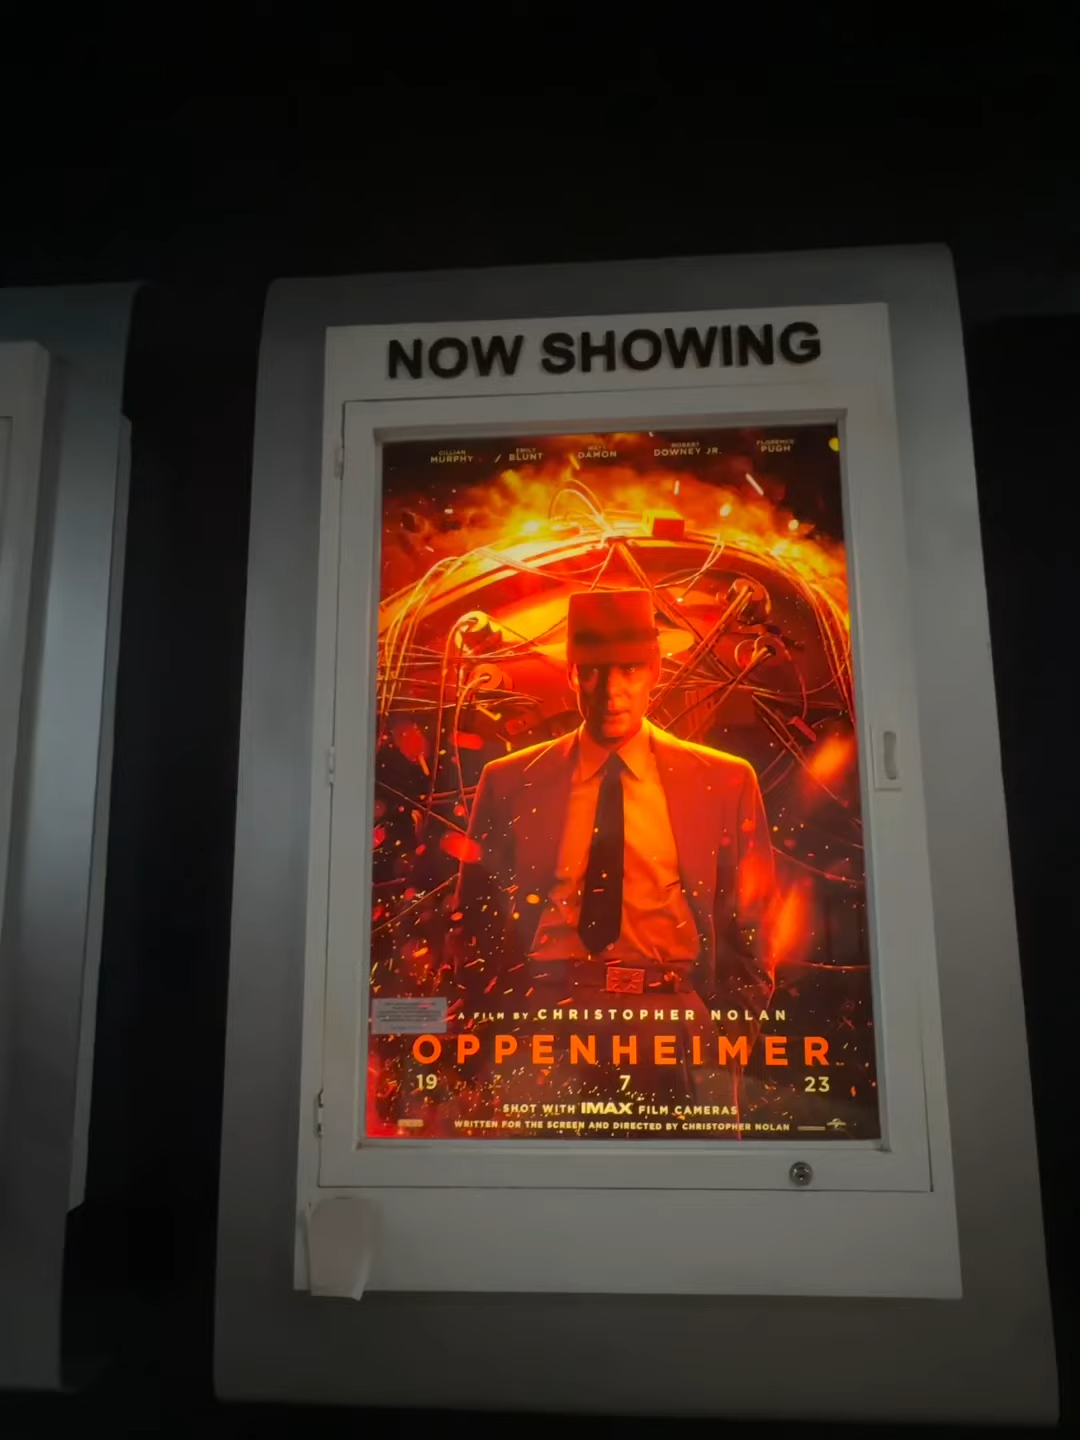 NOW SHOWING
CILLIAN MURPHY EMILY BLUNT MATT DAMON ROBERT DOWNEY JR. FLORENCE PUGH
A FILM BY CHRISTOPHER NOLAN
OPPENHEIMER
19 7 23
SHOT WITH IMAX FILM CAMERAS
WRITTEN FOR THE SCREEN AND DIRECTED BY CHRISTOPHER NOLAN